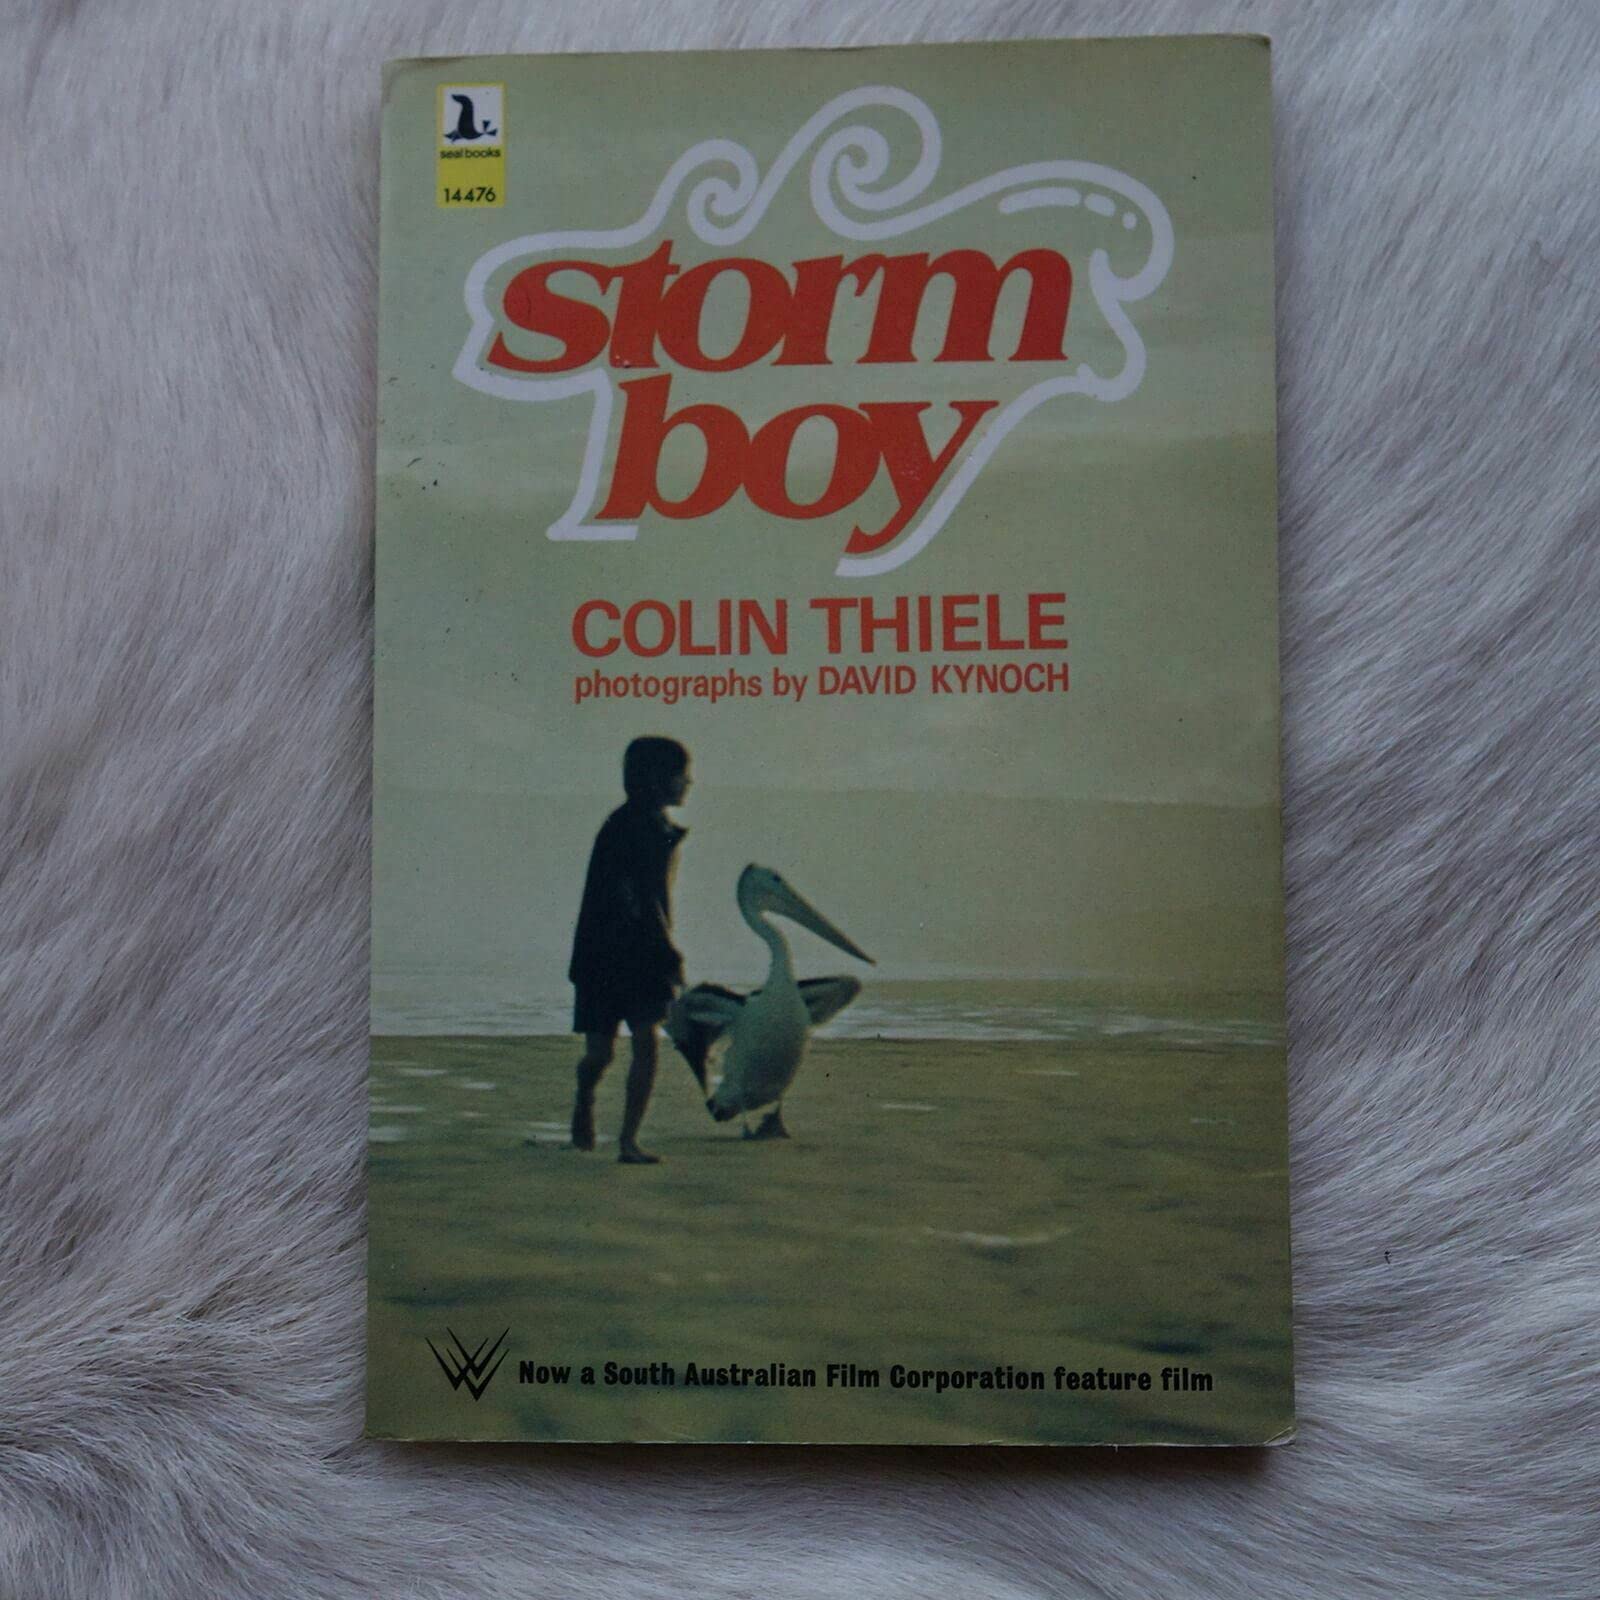 seal books
14476
storm
boy
COLIN THIELE
photographs by DAVID KYNOCH
Now a South Australian Film Corporation feature film